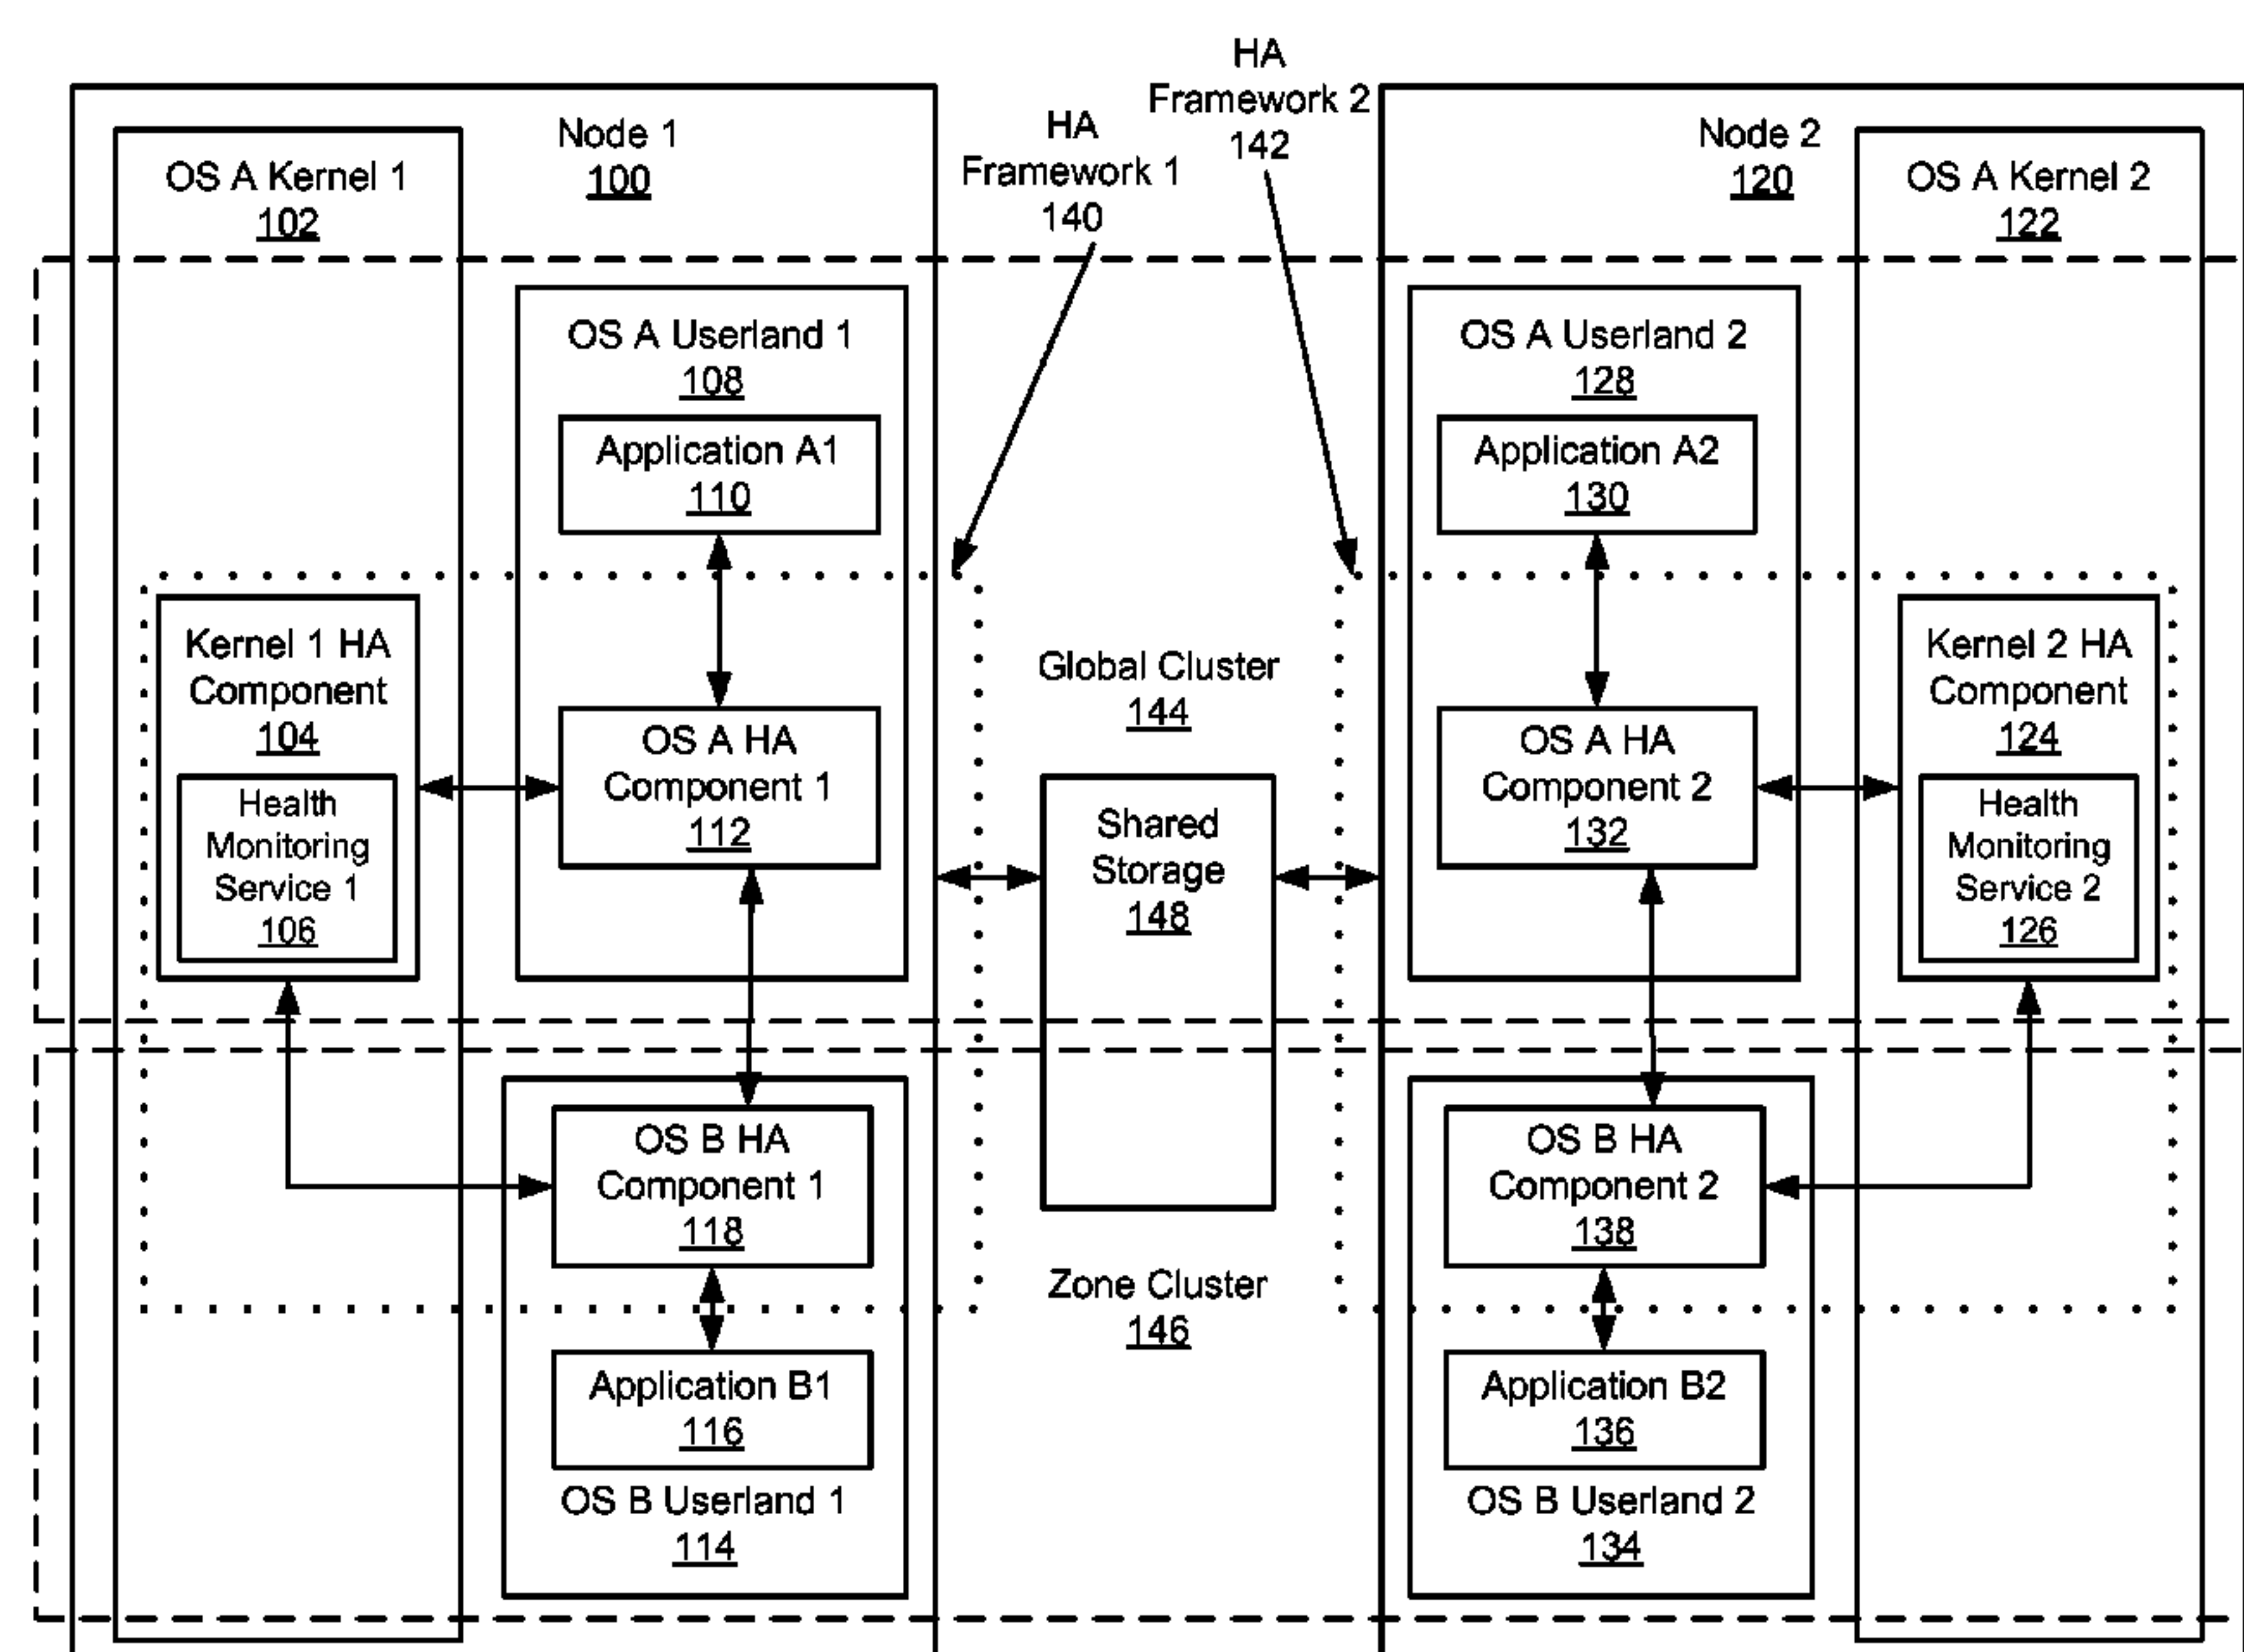 HA
Framework 2
142
HA
Framework 1
140
Node 1
100
OS A Kernel 1
102
OS A Userland 1
108
Application A1
110
Kernel 1 HA
Component
104
Health
Monitoring
Service 1
106
OS A HA
Component 1
112
OS B HA
Component 1
118
Application B1
116
OS B Userland 1
114
Global Cluster
144
Shared
Storage
148
Zone Cluster
146
Node 2
120
OS A Kernel 2
122
OS A Userland 2
128
Application A2
130
OS A HA
Component 2
132
Kernel 2 HA
Component
124
Health
Monitoring
Service 2
126
OS B HA
Component 2
138
Application B2
136
OS B Userland 2
134